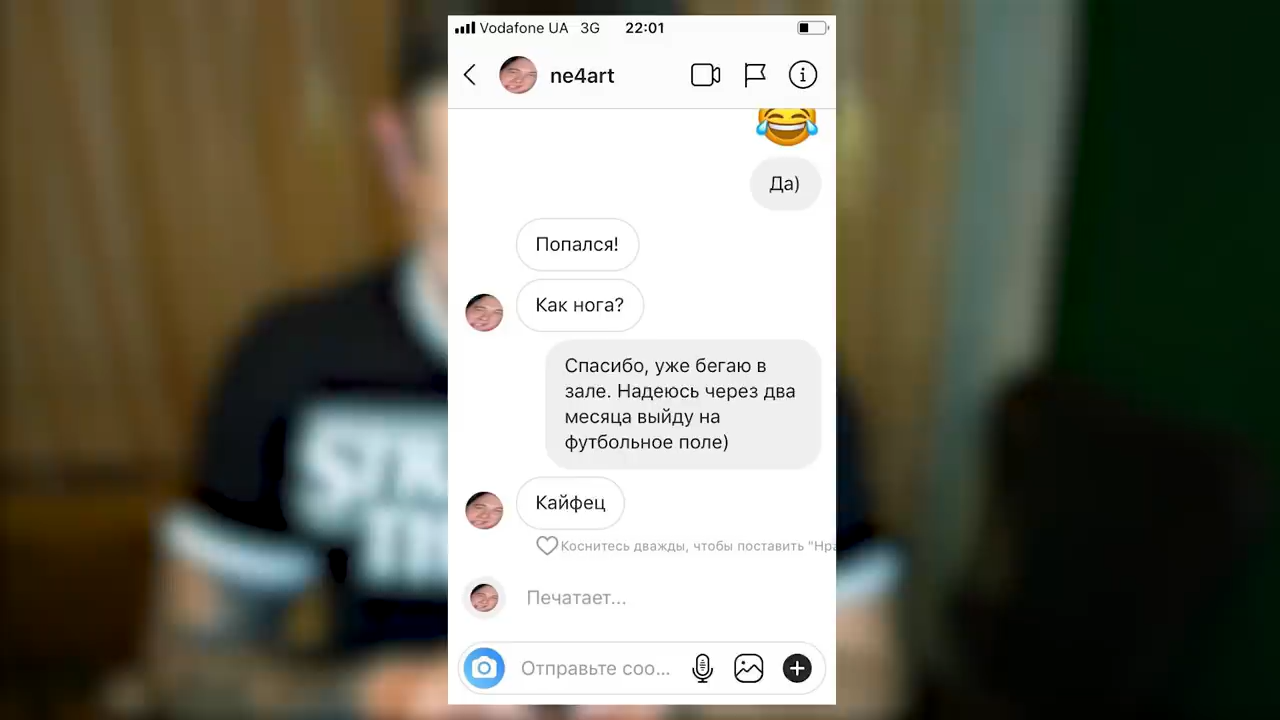 Vodafone UA 3G 22:01
ne4art
Да)
Попался!
Как нога?
Спасибо, уже бегаю в
зале. Надеюсь через два
месяца выйду на
футбольное поле)
Кайфец
Коснитесь дважды, чтобы поставить "Нра
Печатает...
Отправьте соо...